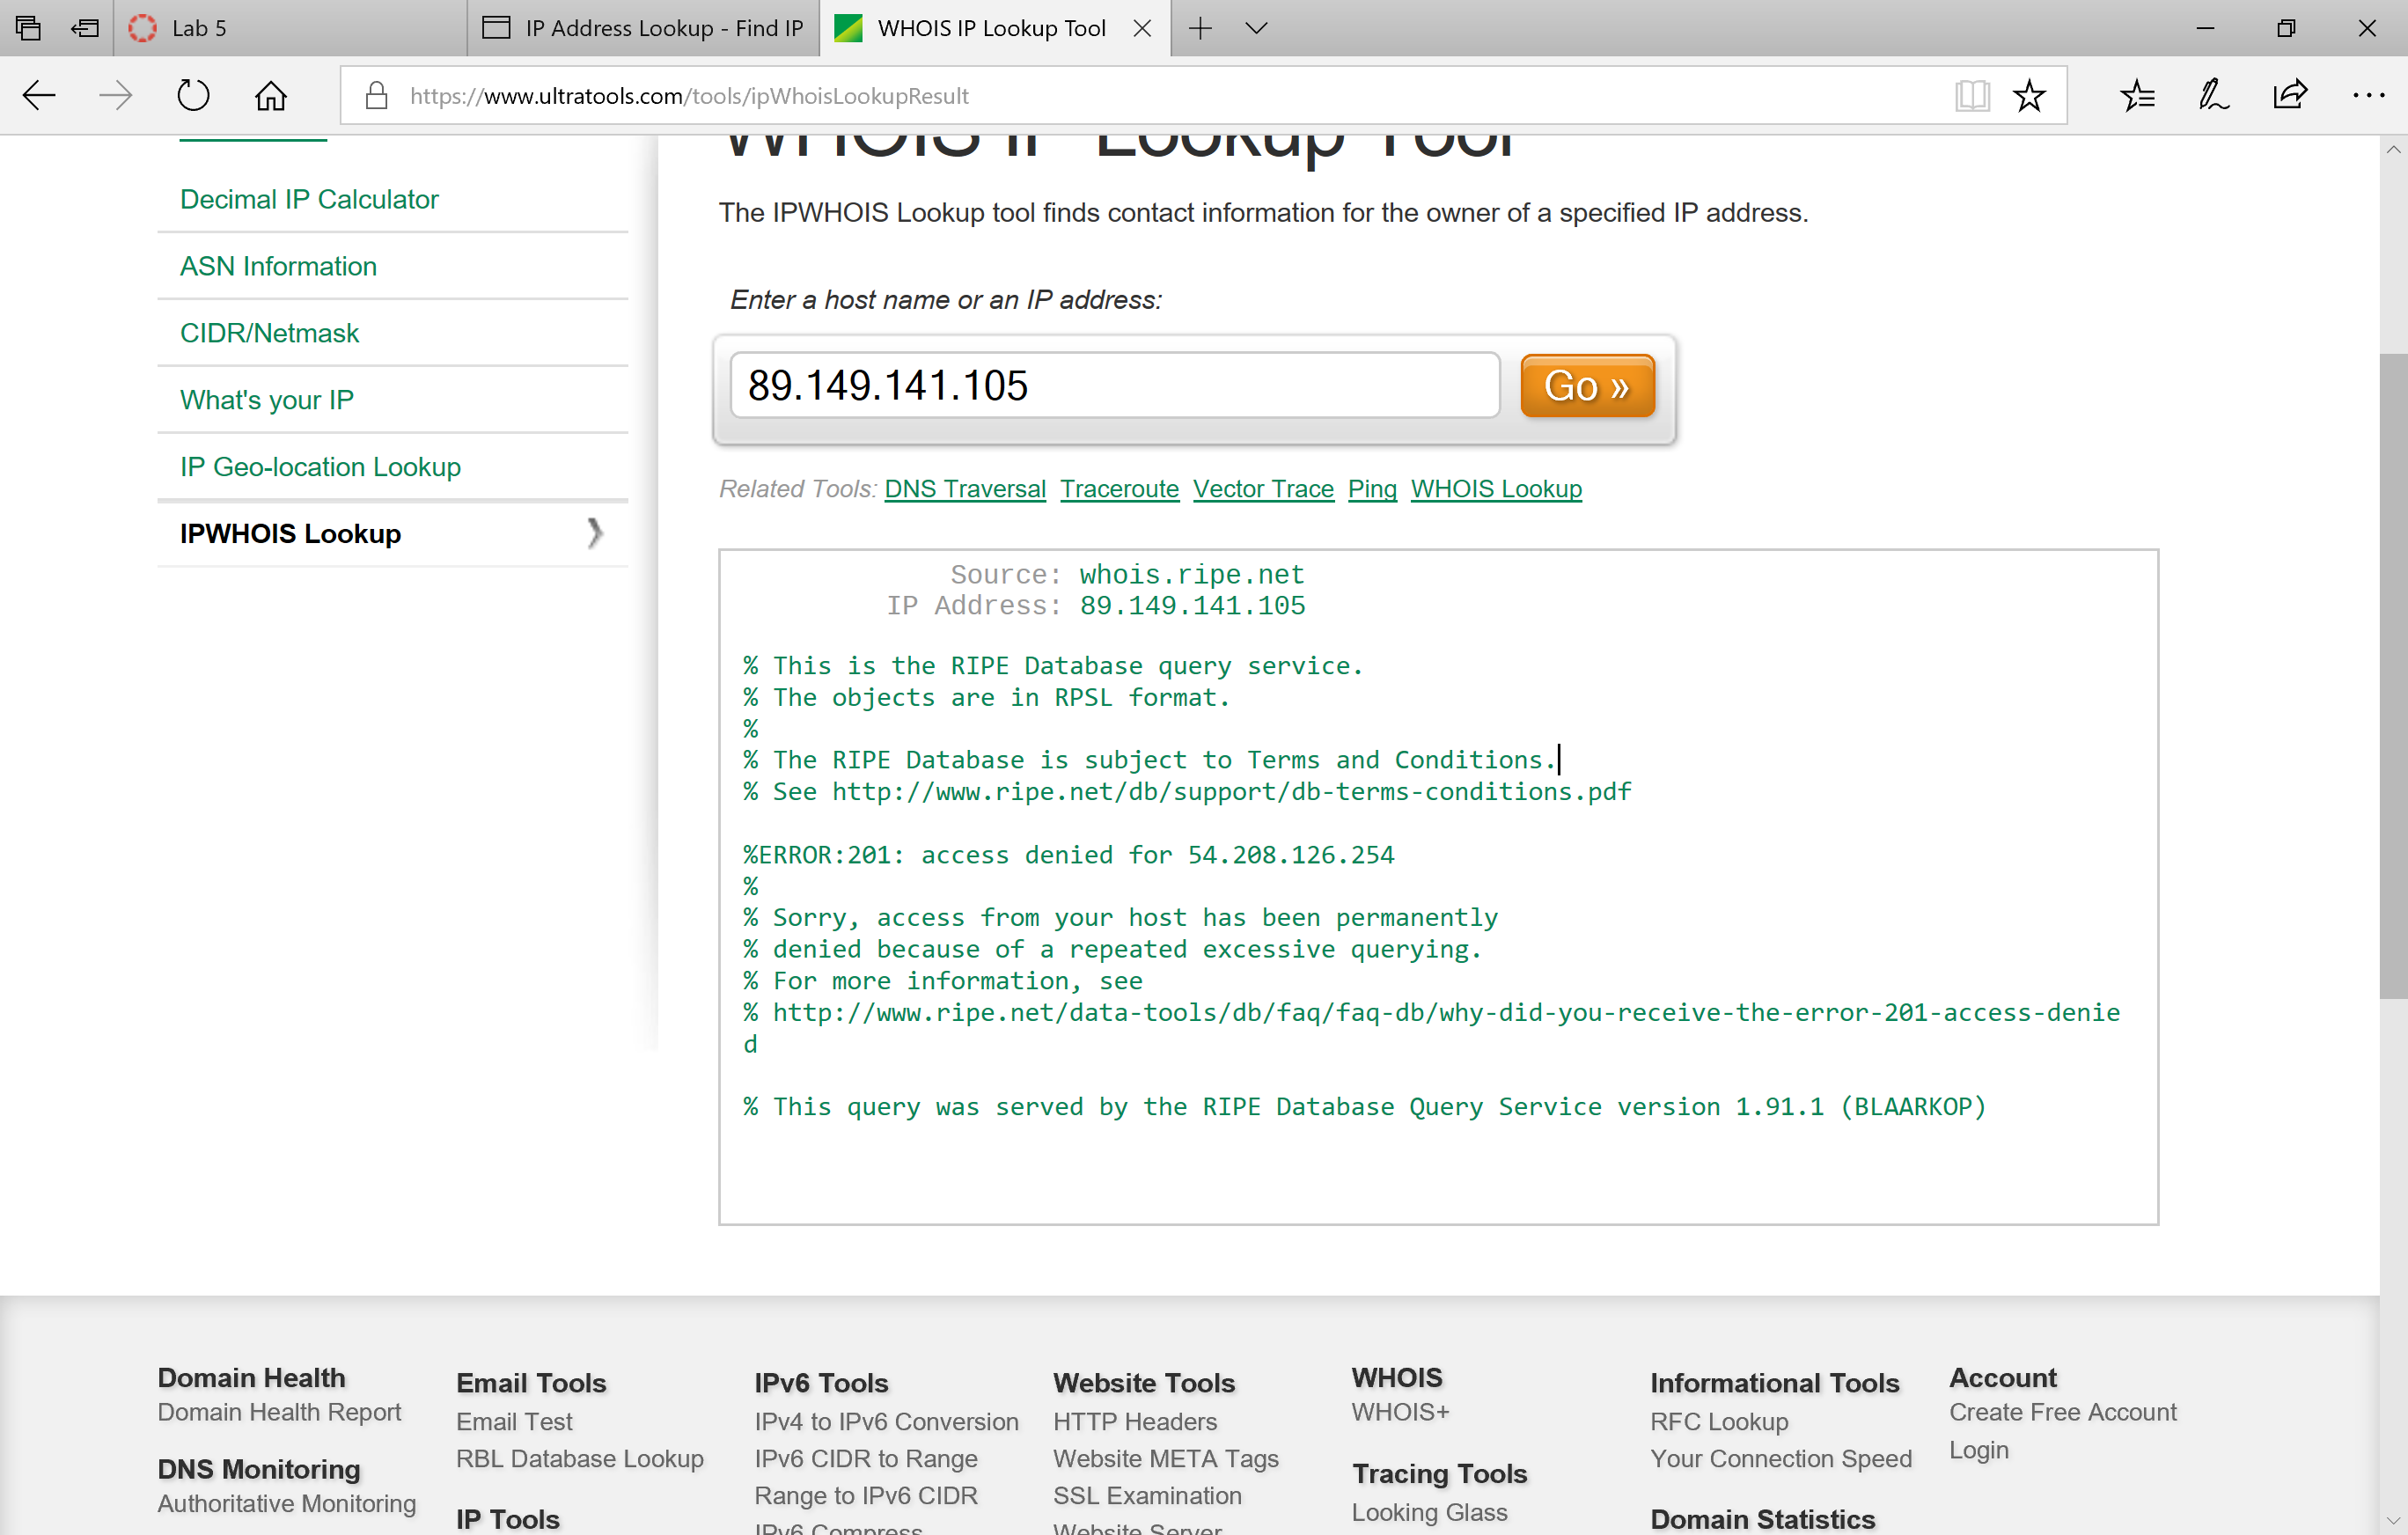 Lab 5
IP Address Lookup - Find IP
WHOIS IP Lookup Tool
https://www.ultratools.com/tools/ipWhoisLookupResult
WHOIS IP Lookup Tool
Decimal IP Calculator
ASN Information
CIDR/Netmask
What's your IP
IP Geo-location Lookup
IPWHOIS Lookup
The IPWHOIS Lookup tool finds contact information for the owner of a specified IP address.
Enter a host name or an IP address:
89.149.141.105
Go »
Related Tools: DNS Traversal Traceroute Vector Trace Ping WHOIS Lookup
Source: whois.ripe.net
IP Address: 89.149.141.105
% This is the RIPE Database query service.
% The objects are in RPSL format.
%
% The RIPE Database is subject to Terms and Conditions.
% See http://www.ripe.net/db/support/db-terms-conditions.pdf
%ERROR:201: access denied for 54.208.126.254
%
% Sorry, access from your host has been permanently
% denied because of a repeated excessive querying.
% For more information, see
% http://www.ripe.net/data-tools/db/faq/faq-db/why-did-you-receive-the-error-201-access-denie
d
% This query was served by the RIPE Database Query Service version 1.91.1 (BLAARKOP)
Domain Health
Domain Health Report
DNS Monitoring
Authoritative Monitoring
Email Tools
Email Test
RBL Database Lookup
IP Tools
IPv6 Tools
IPv4 to IPv6 Conversion
IPv6 CIDR to Range
Range to IPv6 CIDR
IPv6 Compress
Website Tools
HTTP Headers
Website META Tags
SSL Examination
Website Server
WHOIS
WHOIS+
Tracing Tools
Looking Glass
Informational Tools
RFC Lookup
Your Connection Speed
Domain Statistics
Account
Create Free Account
Login